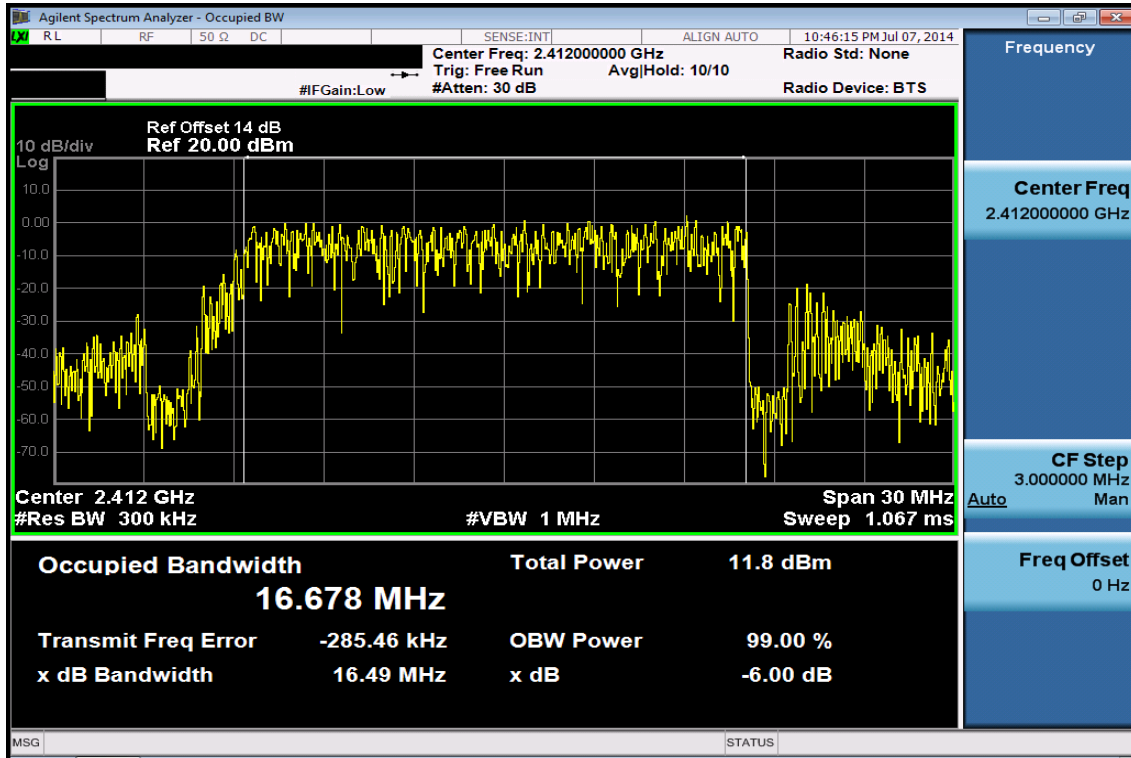 Agilent Spectrum Analyzer - Occupied BW
LXI RL RF 50 Ω DC SENSE:INT ALIGN AUTO 10:46:15 PM Jul 07, 2014
Frequency
Center Freq: 2.412000000 GHz Radio Std: None
Trig: Free Run Avg|Hold: 10/10
#IFGain:Low #Atten: 30 dB Radio Device: BTS
Ref Offset 14 dB
10 dB/div Ref 20.00 dBm
Log
10.0
0.00
-10.0
-20.0
-30.0
-40.0
-50.0
-60.0
-70.0
Center 2.412 GHz Span 30 MHz
#Res BW 300 kHz #VBW 1 MHz Sweep 1.067 ms
Occupied Bandwidth Total Power 11.8 dBm
16.678 MHz
Transmit Freq Error -285.46 kHz OBW Power 99.00 %
x dB Bandwidth 16.49 MHz x dB -6.00 dB
Center Freq
2.412000000 GHz
CF Step
3.000000 MHz
Auto Man
Freq Offset
0 Hz
MSG STATUS